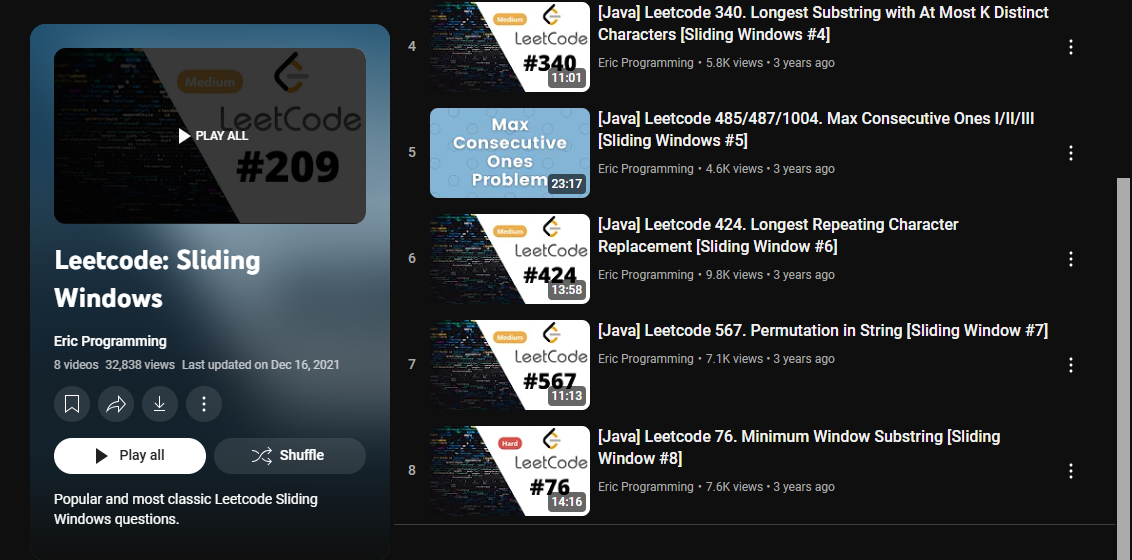 Medium
LeetCode
#209
PLAY ALL
Leetcode: Sliding
Windows
Eric Programming
8 videos 32,838 views Last updated on Dec 16, 2021
Play all
Shuffle
Popular and most classic Leetcode Sliding
Windows questions.
4
Medium
LeetCode
#340
11:01
[Java] Leetcode 340. Longest Substring with At Most K Distinct
Characters [Sliding Windows #4]
Eric Programming • 5.8K views • 3 years ago
5
Max
Consecutive
Ones
Problem
23:17
[Java] Leetcode 485/487/1004. Max Consecutive Ones I/II/III
[Sliding Windows #5]
Eric Programming • 4.6K views • 3 years ago
6
Medium
LeetCode
#424
13:58
[Java] Leetcode 424. Longest Repeating Character
Replacement [Sliding Window #6]
Eric Programming • 9.8K views • 3 years ago
7
Medium
LeetCode
#567
11:13
[Java] Leetcode 567. Permutation in String [Sliding Window #7]
Eric Programming • 7.1K views • 3 years ago
8
Hard
LeetCode
#76
14:16
[Java] Leetcode 76. Minimum Window Substring [Sliding
Window #8]
Eric Programming • 7.6K views • 3 years ago